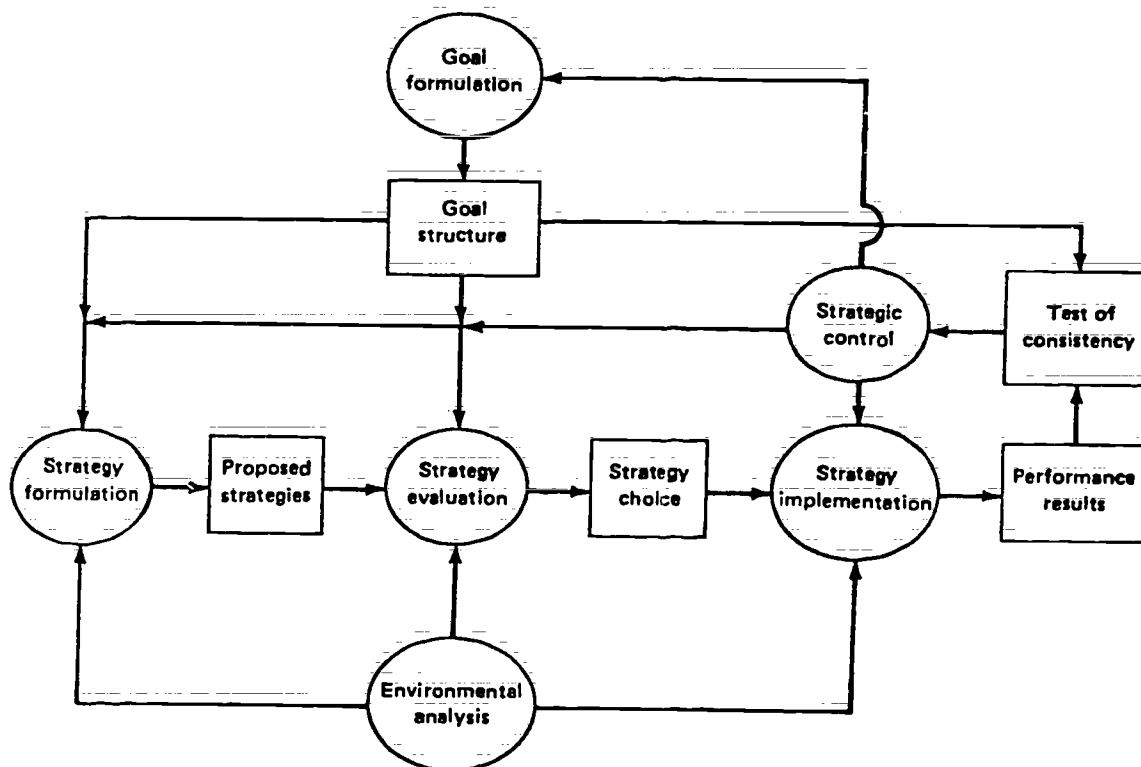 Goal
formulation
Goal
structure
Strategic
control
Test of
consistency
Strategy
formulation
Proposed
strategies
Strategy
evaluation
Strategy
choice
Strategy
implementation
Performance
results
Environmental
analysis